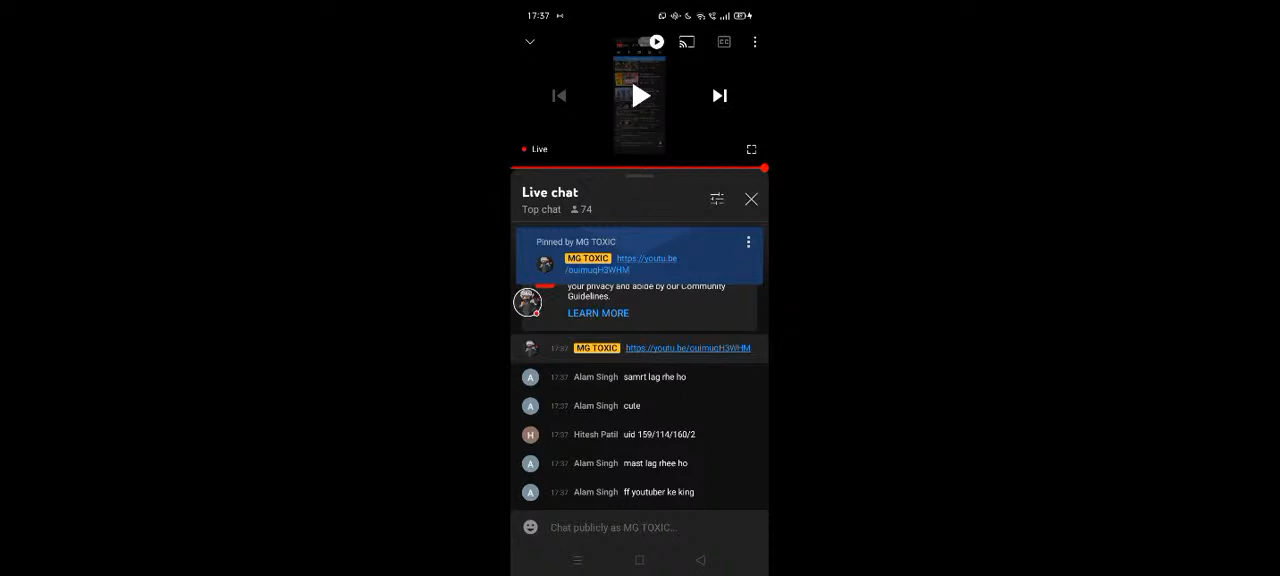 17:37
Live
Live chat
Top chat 74
Pinned by MG TOXIC
MG TOXIC https://youtu.be
/ouimuqH3WHM
your privacy and abide by our Community
Guidelines.
LEARN MORE
17:37 MG TOXIC https://youtu.be/ouimuqH3WHM
A 17:37 Alam Singh samrt lag rhe ho
A 17:37 Alam Singh cute
H 17:37 Hitesh Patil uid 159/114/160/2
A 17:37 Alam Singh mast lag rhee ho
A 17:37 Alam Singh ff youtuber ke king
Chat publicly as MG TOXIC...